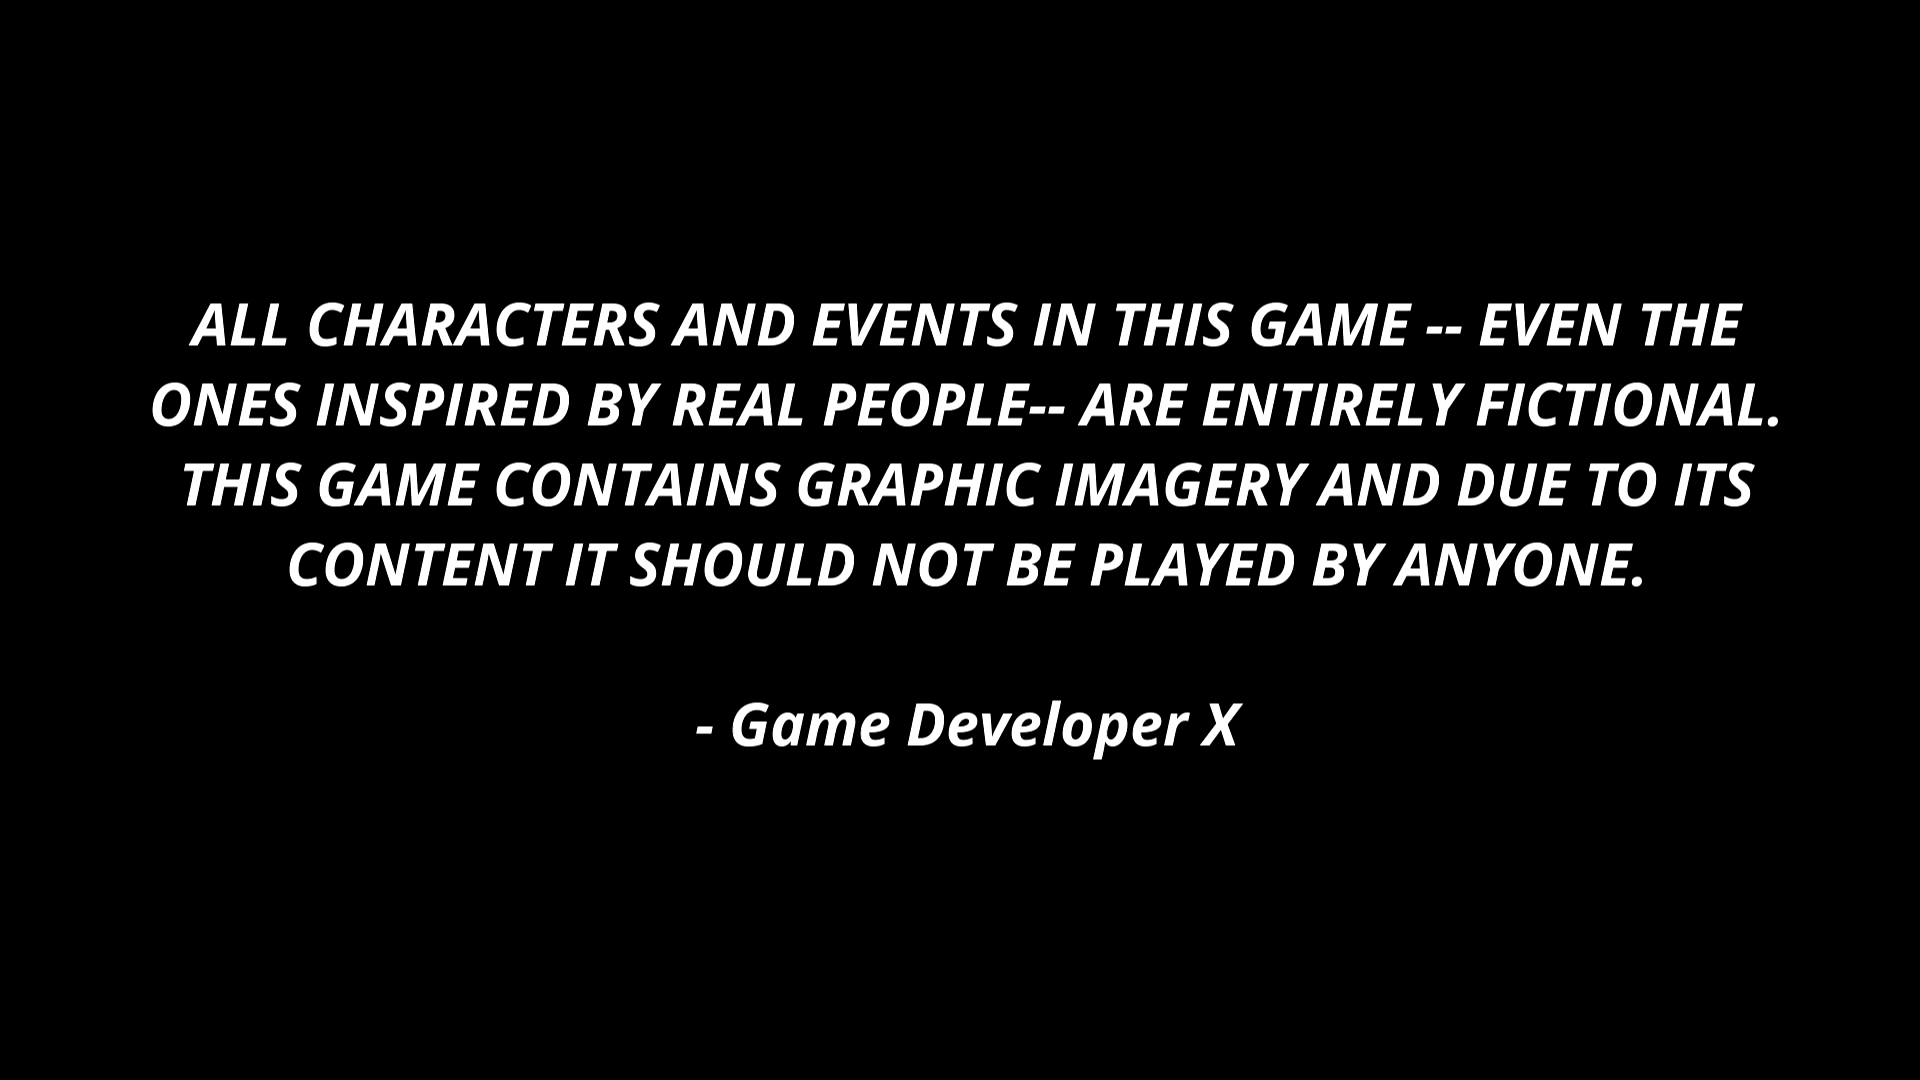 ALL CHARACTERS AND EVENTS IN THIS GAME -- EVEN THE
ONES INSPIRED BY REAL PEOPLE-- ARE ENTIRELY FICTIONAL.
THIS GAME CONTAINS GRAPHIC IMAGERY AND DUE TO ITS
CONTENT IT SHOULD NOT BE PLAYED BY ANYONE.
- Game Developer X